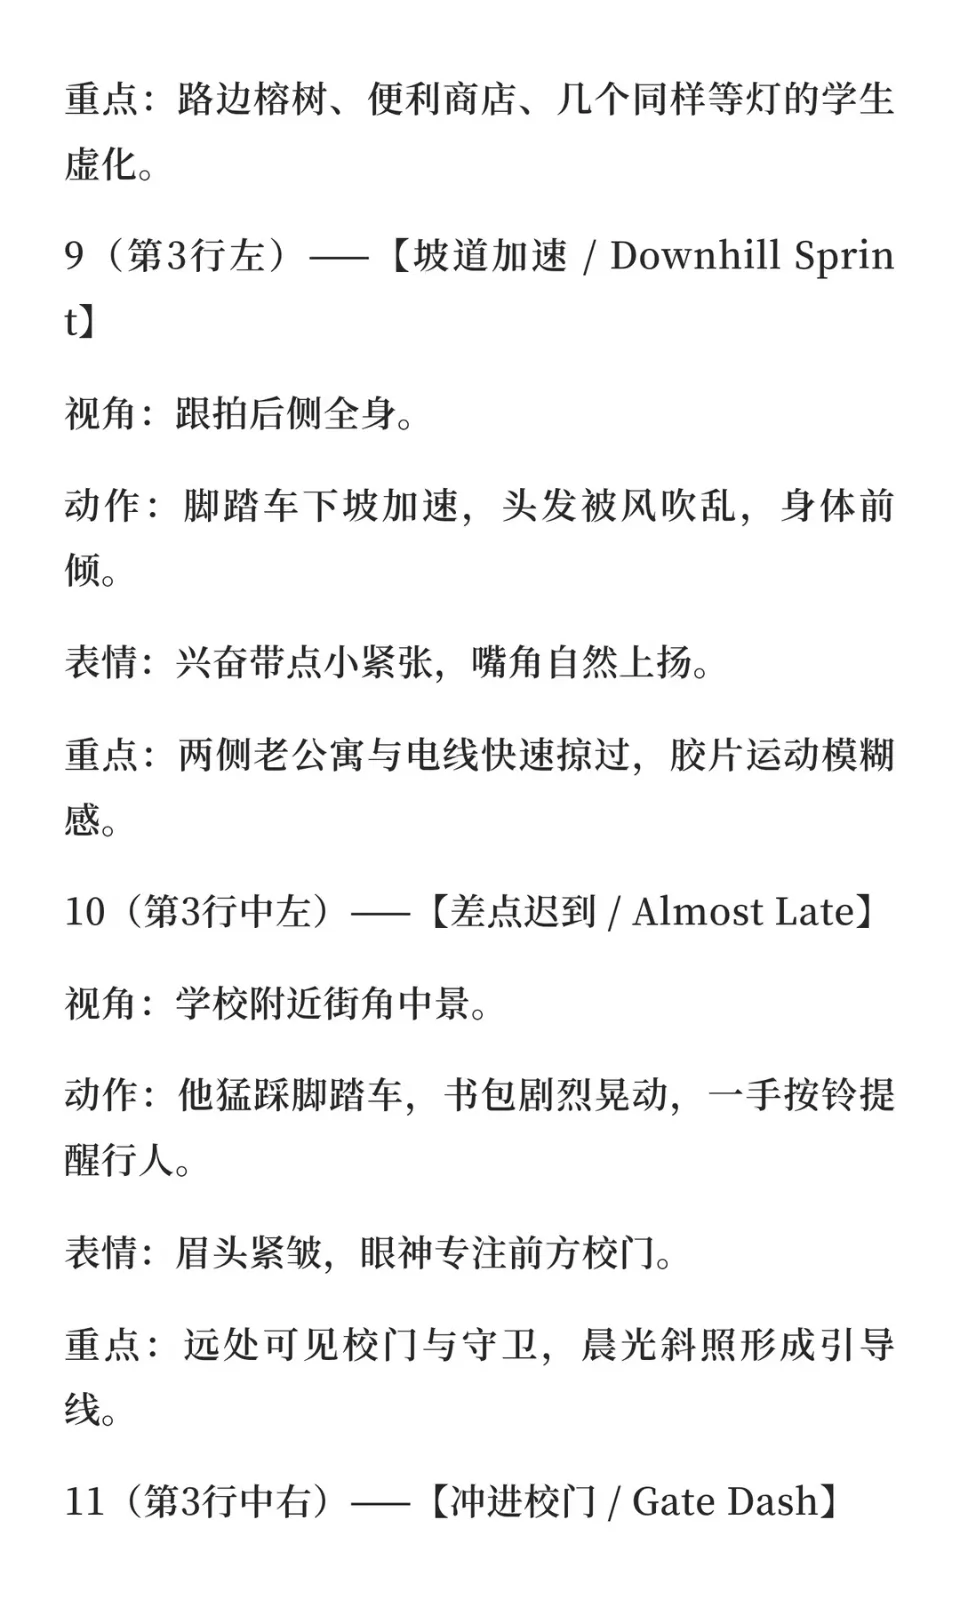 重点：路边榕树、便利商店、几个同样等灯的学生
虚化。
9（第3行左）——【坡道加速 / Downhill Sprin
t】
视角：跟拍后侧全身。
动作：脚踏车下坡加速，头发被风吹乱，身体前
倾。
表情：兴奋带点小紧张，嘴角自然上扬。
重点：两侧老公寓与电线快速掠过，胶片运动模糊
感。
10（第3行中左）——【差点迟到 / Almost Late】
视角：学校附近街角中景。
动作：他猛踩脚踏车，书包剧烈晃动，一手按铃提
醒行人。
表情：眉头紧皱，眼神专注前方校门。
重点：远处可见校门与守卫，晨光斜照形成引导
线。
11（第3行中右）——【冲进校门 / Gate Dash】